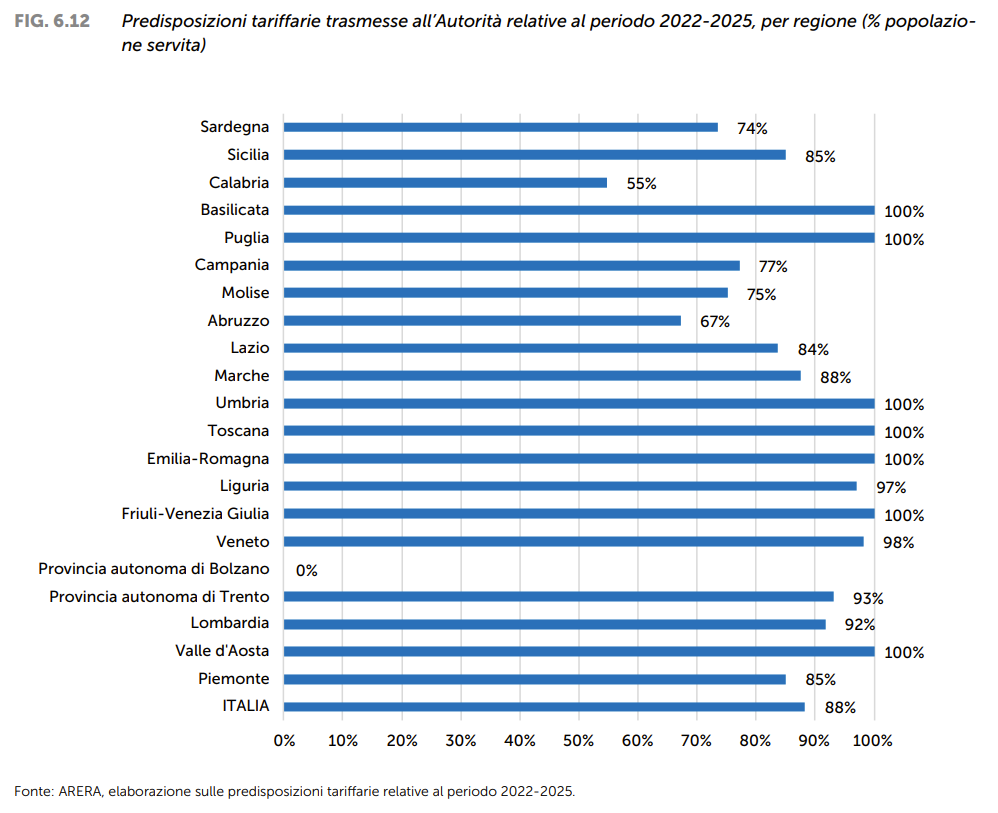 FIG. 6.12
Predisposizioni tariffarie trasmesse all’Autorità relative al periodo 2022-2025, per regione (% popolazio-
ne servita)
Sardegna 74%
Sicilia 85%
Calabria 55%
Basilicata 100%
Puglia 100%
Campania 77%
Molise 75%
Abruzzo 67%
Lazio 84%
Marche 88%
Umbria 100%
Toscana 100%
Emilia-Romagna 100%
Liguria 97%
Friuli-Venezia Giulia 100%
Veneto 98%
Provincia autonoma di Bolzano 0%
Provincia autonoma di Trento 93%
Lombardia 92%
Valle d'Aosta 100%
Piemonte 85%
ITALIA 88%
0% 10% 20% 30% 40% 50% 60% 70% 80% 90% 100%
Fonte: ARERA, elaborazione sulle predisposizioni tariffarie relative al periodo 2022-2025.